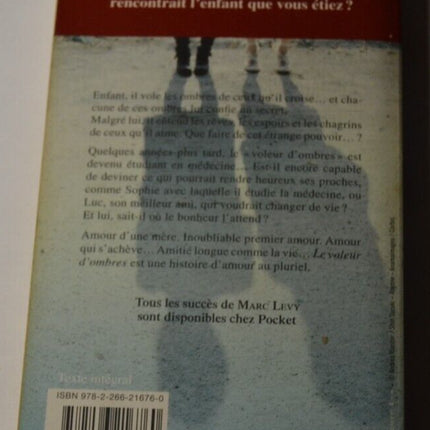 rencontrait l'enfant que vous étiez ?
Enfant, il vole les ombres de ceux qu'il croise... et cha-
cune de ces ombres lui confie un secret.
Malgré lui, il entend les rêves, les espoirs et les chagrins
de ceux qu'il aime. Que faire de cet étrange pouvoir... ?
Quelques années plus tard, le « voleur d'ombres » est
devenu étudiant en médecine... Est-il encore capable
de deviner ce qui pourrait rendre heureux ses proches,
comme Sophie avec laquelle il étudie la médecine, ou
Luc, son meilleur ami, qui voudrait changer de vie ?
Et lui, sait-il où le bonheur l'attend ?
Amour d'une mère. Inoubliable premier amour. Amour
qui s'achève... Amitié longue comme la vie... Le voleur
d'ombres est une histoire d'amour au pluriel.
Tous les succès de MARC LEVY
sont disponibles chez Pocket
Texte intégral
ISBN 978-2-266-21676-0